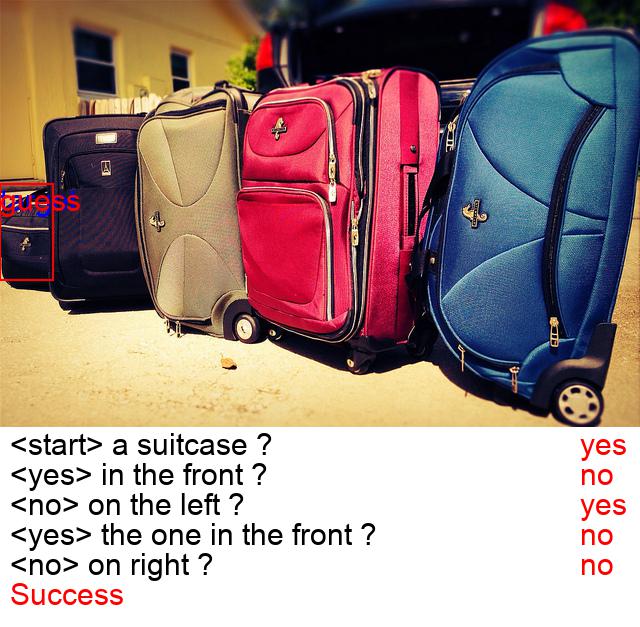 guess
<start> a suitcase ? yes
<yes> in the front ? no
<no> on the left ? yes
<yes> the one in the front ? no
<no> on right ? no
Success